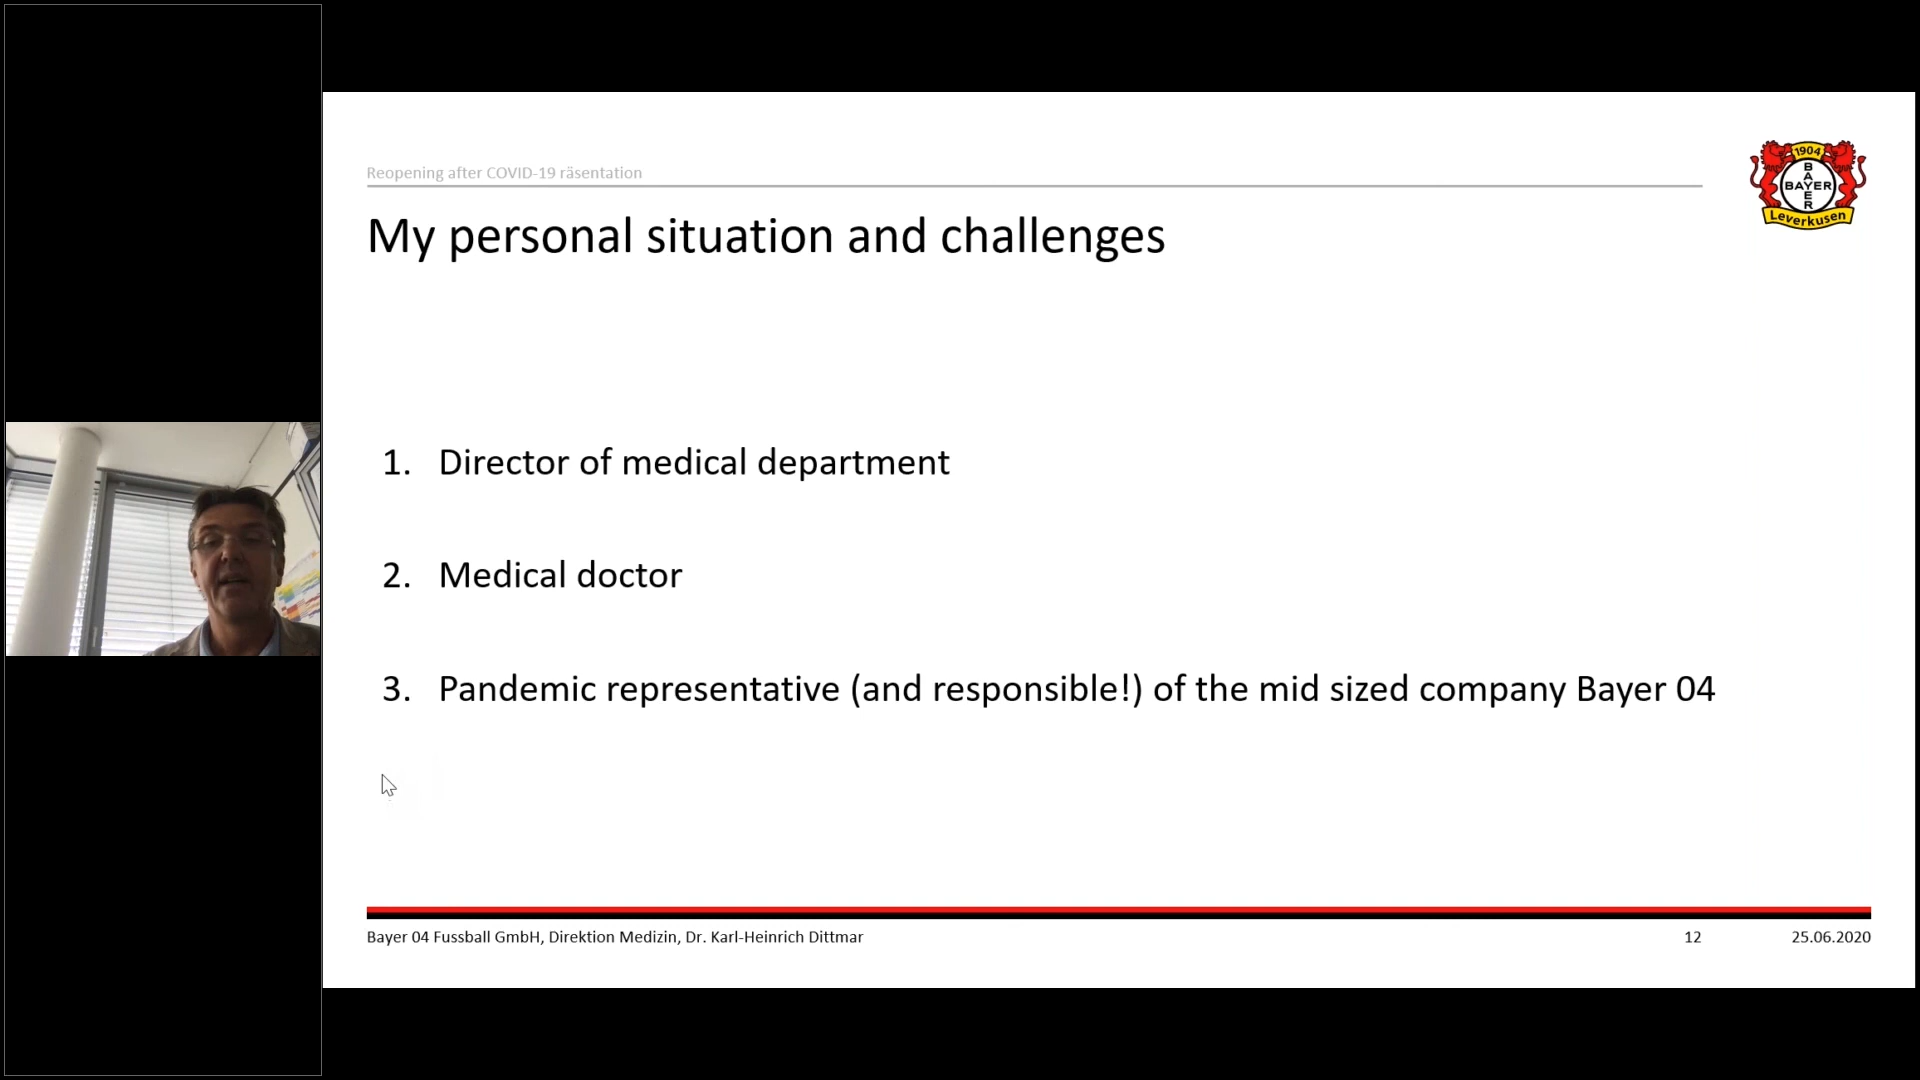 Reopening after COVID-19 räsentation
1904
BAYER
BAYER
Leverkusen
My personal situation and challenges
1. Director of medical department
2. Medical doctor
3. Pandemic representative (and responsible!) of the mid sized company Bayer 04
Bayer 04 Fussball GmbH, Direktion Medizin, Dr. Karl-Heinrich Dittmar
12
25.06.2020